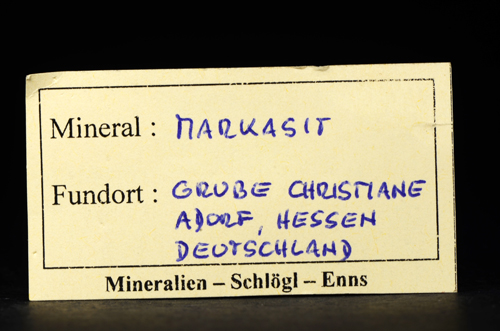 Mineral : MARKASIT
Fundort : GRUBE CHRISTIANE
ADORF, HESSEN
DEUTSCHLAND
Mineralien – Schlögl – Enns